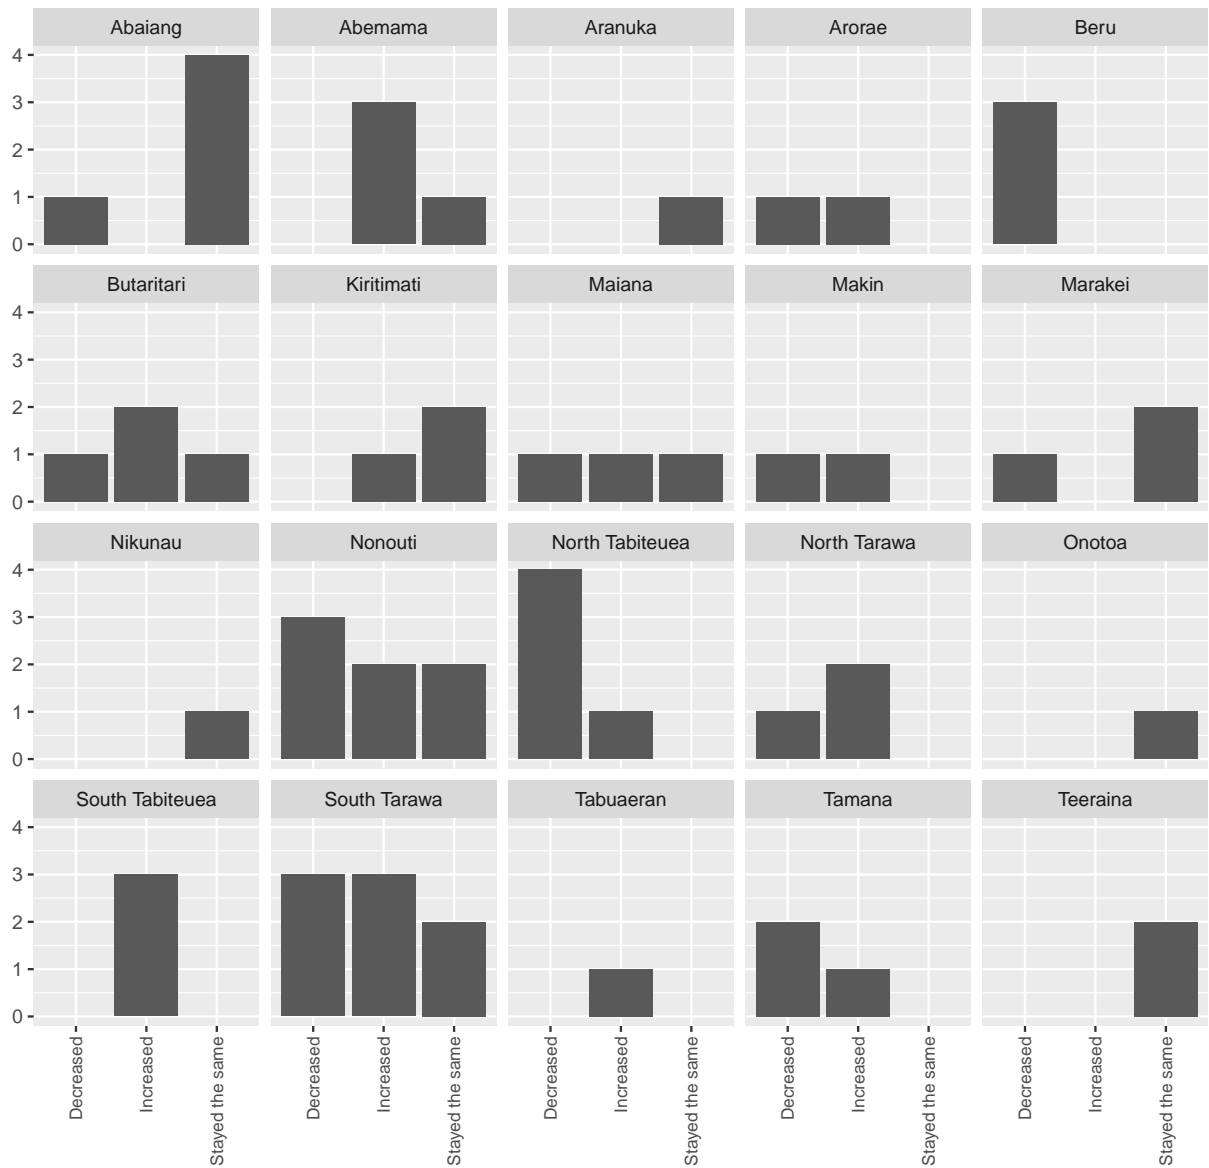 Abaiang Abemama Aranuka Arorae Beru
4
3
2
1
0
Butaritari Kiritimati Maiana Makin Marakei
4
3
2
1
0
Nikunau Nonouti North Tabiteuea North Tarawa Onotoa
4
3
2
1
0
South Tabiteuea South Tarawa Tabuaeran Tamana Teeraina
4
3
2
1
0
Decreased
Increased
Stayed the same
Decreased
Increased
Stayed the same
Decreased
Increased
Stayed the same
Decreased
Increased
Stayed the same
Decreased
Increased
Stayed the same